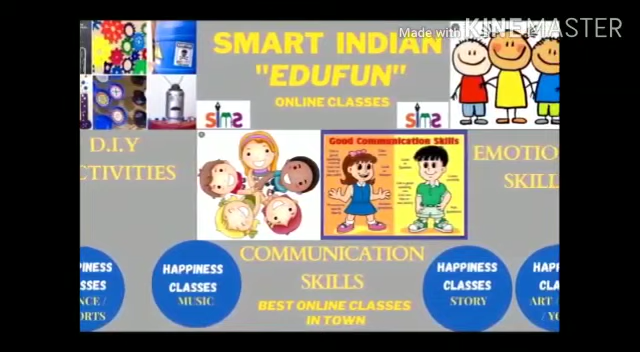 Made with KINEMASTER
SMART INDIAN
"EDUFUN"
ONLINE CLASSES
sims
sims
D.I.Y
CTIVITIES
Good Communication Skills
EMOTIO
SKILL
COMMUNICATION
SKILLS
BEST ONLINE CLASSES
IN TOWN
PINESS
SSES
NCE /
ORTS
HAPPINESS
CLASSES
MUSIC
HAPPINESS
CLASSES
STORY
HAPP
CLA
ART
/ YO